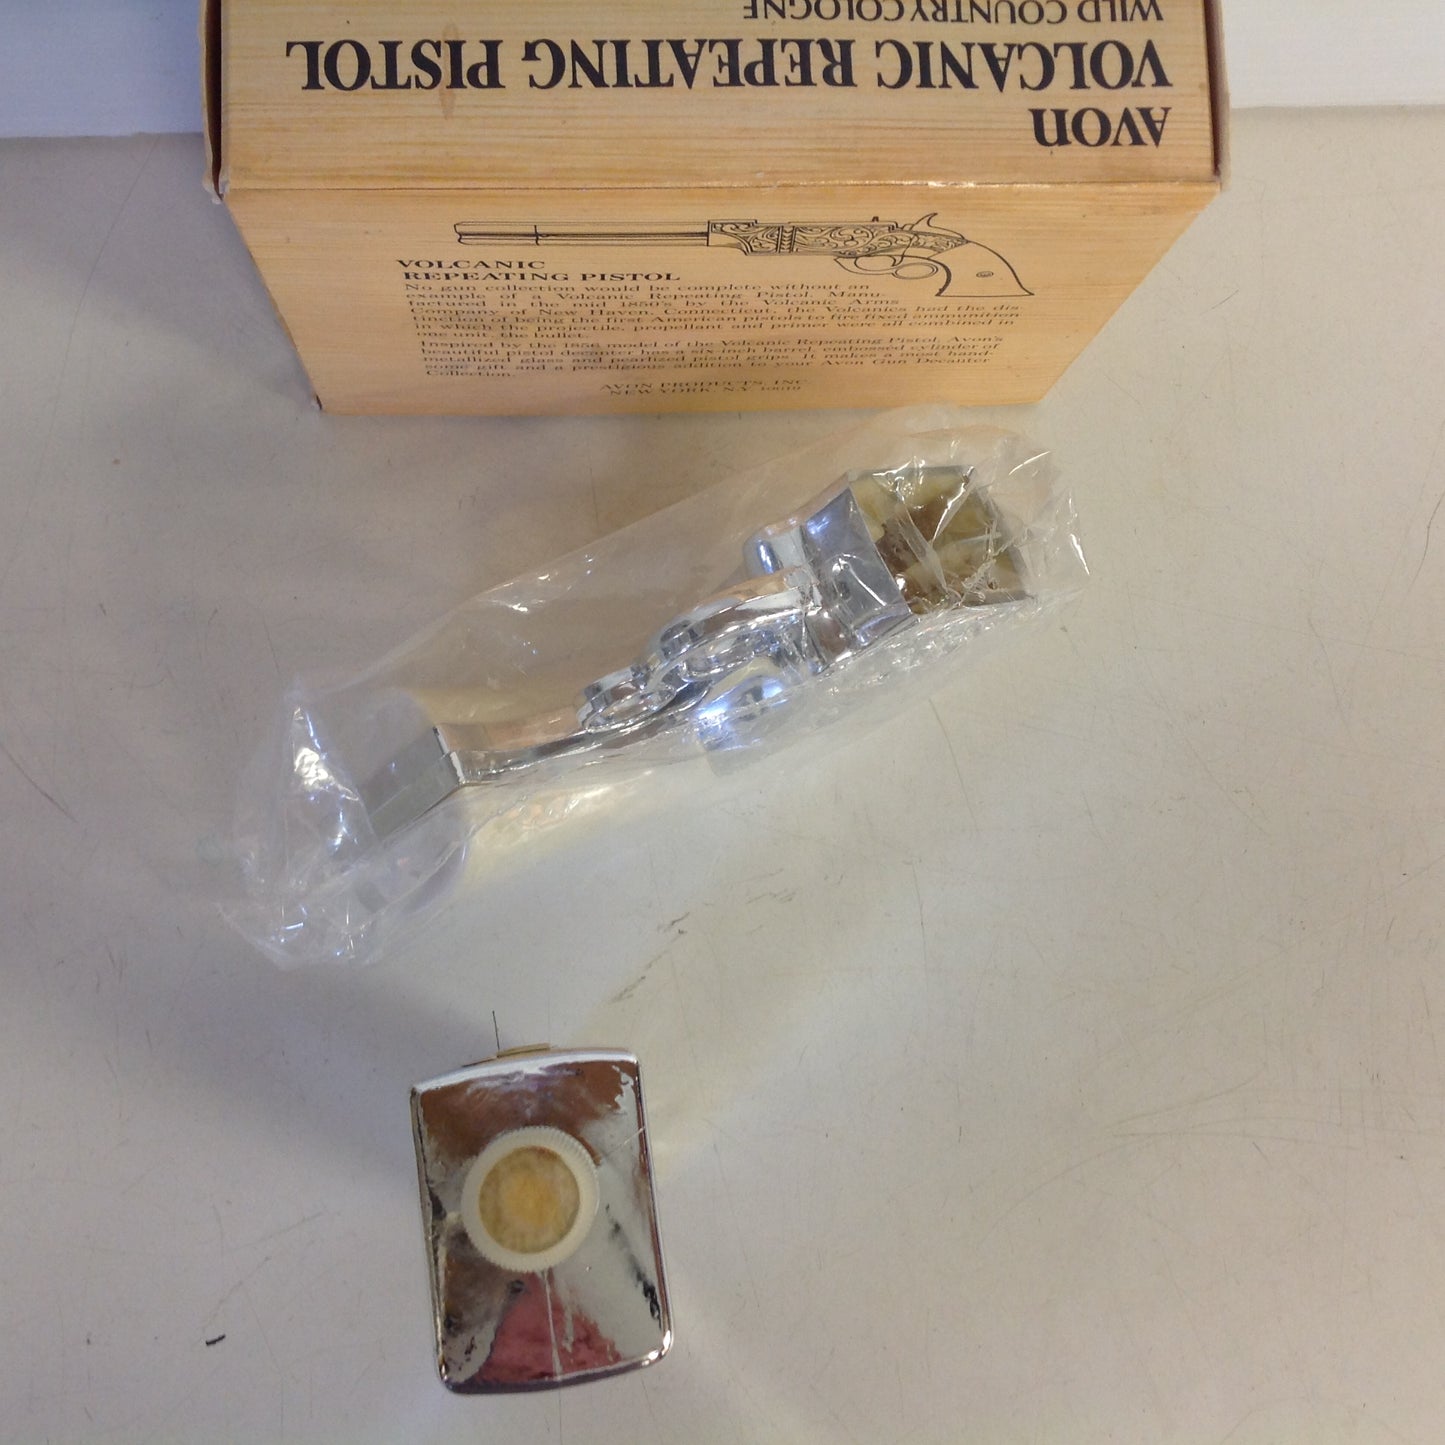 AVON
VOLCANIC REPEATING PISTOL
WILD COUNTRY COLOGNE
VOLCANIC
REPEATING PISTOL
No gun collection would be complete without an
example of a Volcanic Repeating Pistol. Manu-
factured in the mid 1850's by the Volcanic Arms
Company of New Haven, Connecticut, the Volcanics had the dis-
tinction of being the first American pistols to fire fixed ammunition
in which the projectile, propellant and primer were all combined in
one unit, the bullet.
Inspired by the 1856 model of the Volcanic Repeating Pistol, Avon's
beautiful pistol decanter has a six-inch barrel, embossed cylinder of
metallized glass and pearlized pistol grips. It makes a most hand-
some gift and a prestigious addition to your Avon Gun Decanter
Collection.
AVON PRODUCTS, INC.
NEW YORK, N.Y. 10019